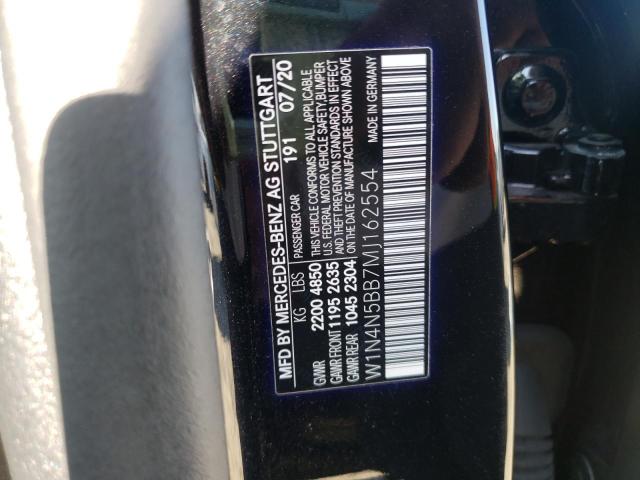 MFD BY MERCEDES-BENZ AG STUTTGART
191 07/20
KG LBS PASSENGER CAR
GVWR 2200 4850 THIS VEHICLE CONFORMS TO ALL APPLICABLE
GAWR FRONT 1195 2635 U.S. FEDERAL MOTOR VEHICLE SAFETY, BUMPER
GAWR REAR 1045 2304 AND THEFT PREVENTION STANDARDS IN EFFECT
ON THE DATE OF MANUFACTURE SHOWN ABOVE
W1N4N5BB7MJ162554 MADE IN GERMANY